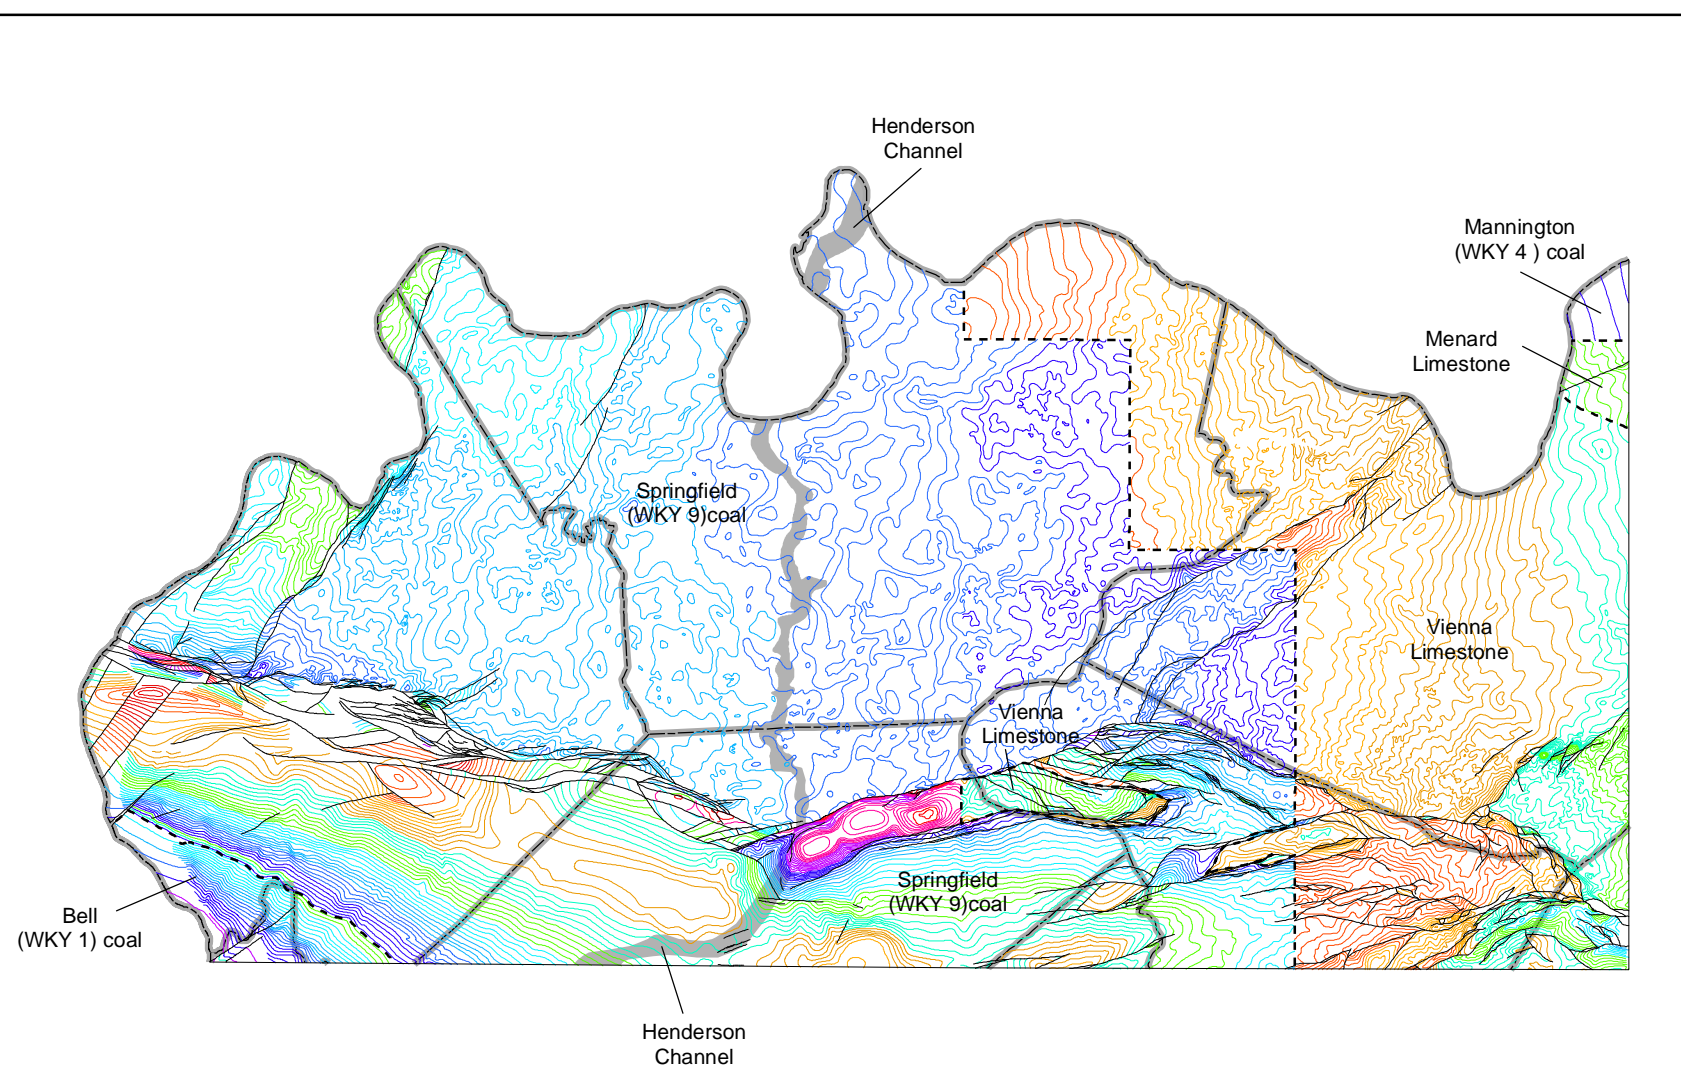 Henderson
Channel
Mannington
(WKY 4 ) coal
Menard
Limestone
Springfield
(WKY 9)coal
Vienna
Limestone
Vienna
Limestone
Springfield
(WKY 9)coal
Bell
(WKY 1) coal
Henderson
Channel